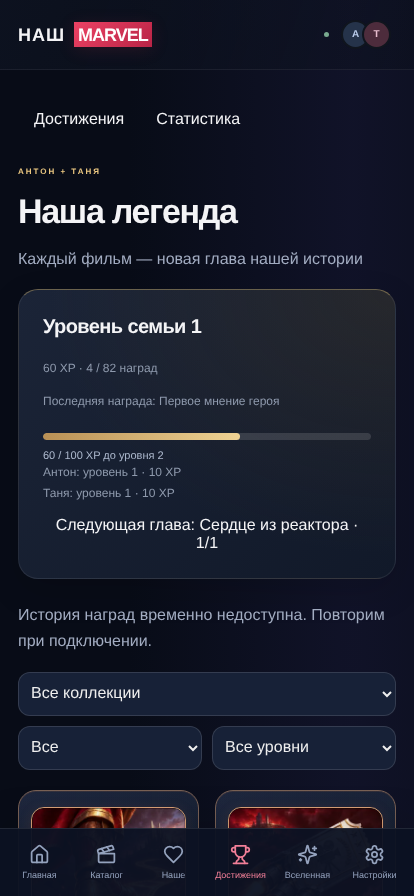 НАШ MARVEL
А Т
Достижения Статистика
АНТОН + ТАНЯ
Наша легенда
Каждый фильм — новая глава нашей истории
Уровень семьи 1
60 XP · 4 / 82 наград
Последняя награда: Первое мнение героя
60 / 100 XP до уровня 2
Антон: уровень 1 · 10 XP
Таня: уровень 1 · 10 XP
Следующая глава: Сердце из реактора ·
1/1
История наград временно недоступна. Повторим
при подключении.
Все коллекции
Все Все уровни
Главная Каталог Наше Достижения Вселенная Настройки